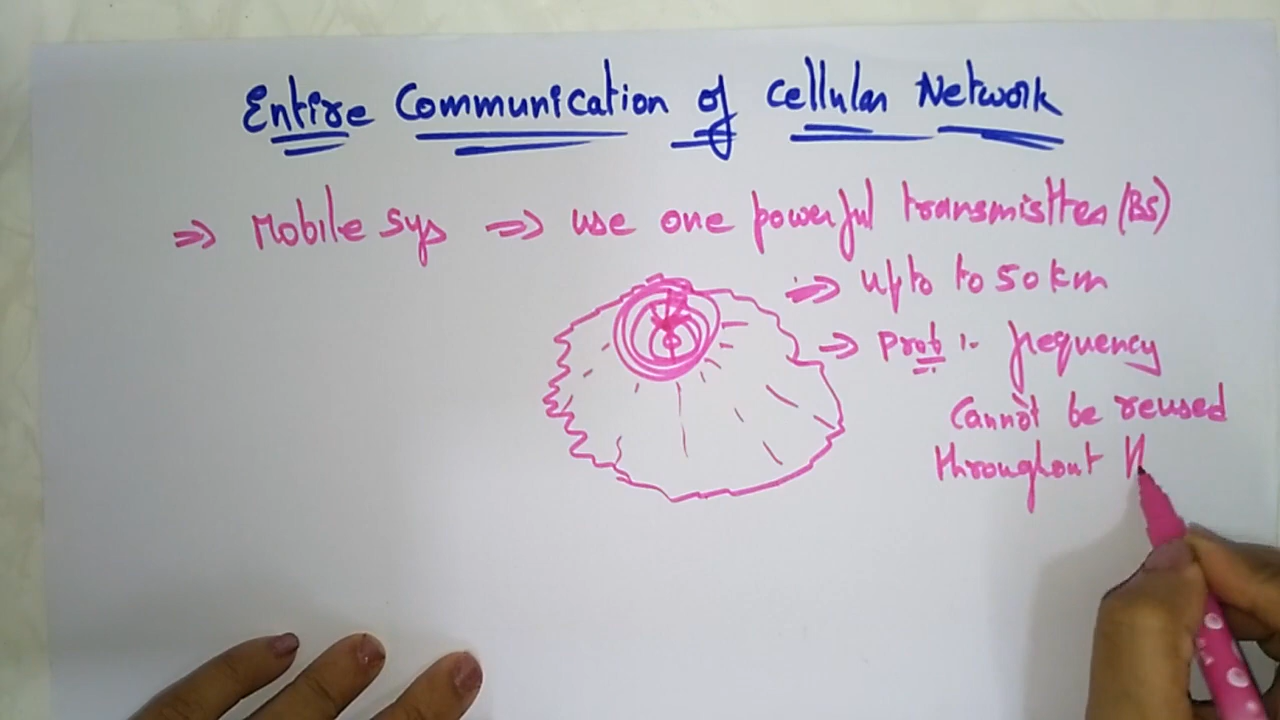 Entire Communication of Cellular Network
⇒ Mobile sys ⇒ use one powerful transmistter (BS)
⇒ upto to 50 km
→ prob :- frequency
Cannot be reused
throughout N